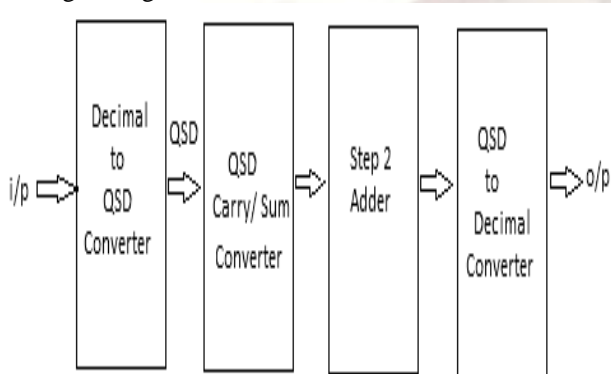 i/p
Decimal
to
QSD
Converter
QSD
QSD
Carry/ Sum
Converter
Step 2
Adder
QSD
to
Decimal
Converter
o/p